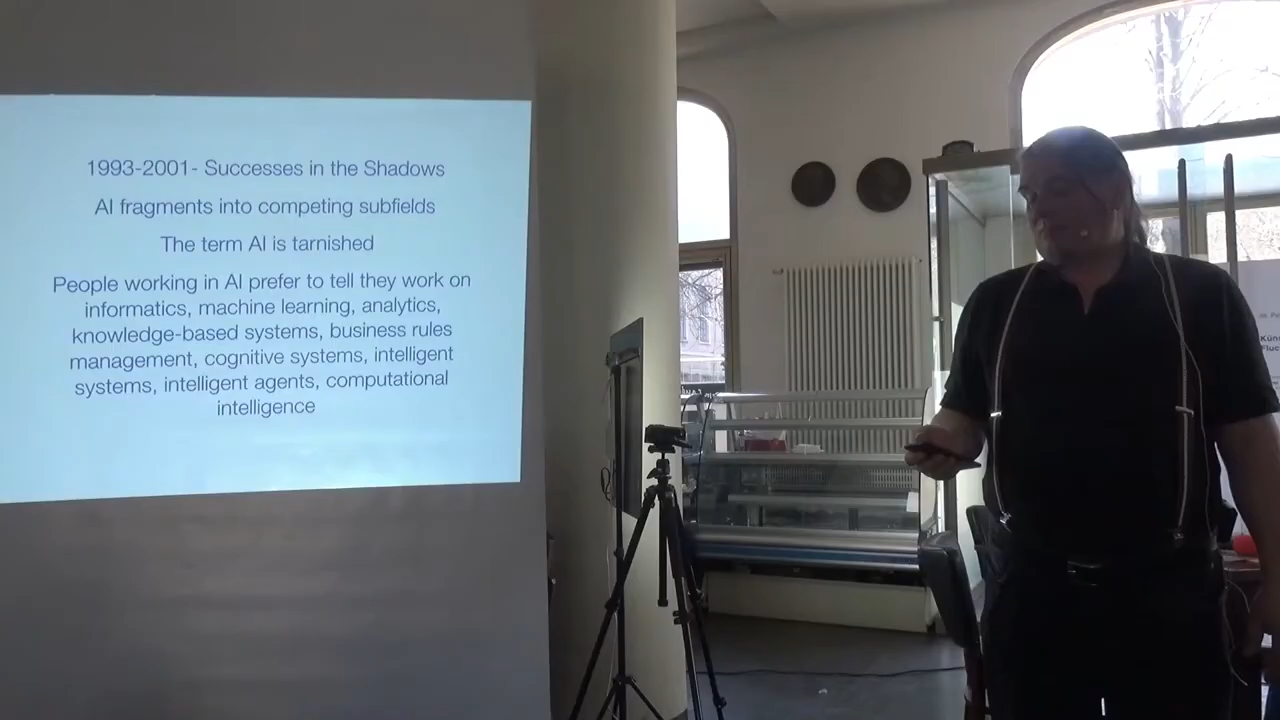 1993-2001- Successes in the Shadows
AI fragments into competing subfields
The term AI is tarnished
People working in AI prefer to tell they work on
informatics, machine learning, analytics,
knowledge-based systems, business rules
management, cognitive systems, intelligent
systems, intelligent agents, computational
intelligence